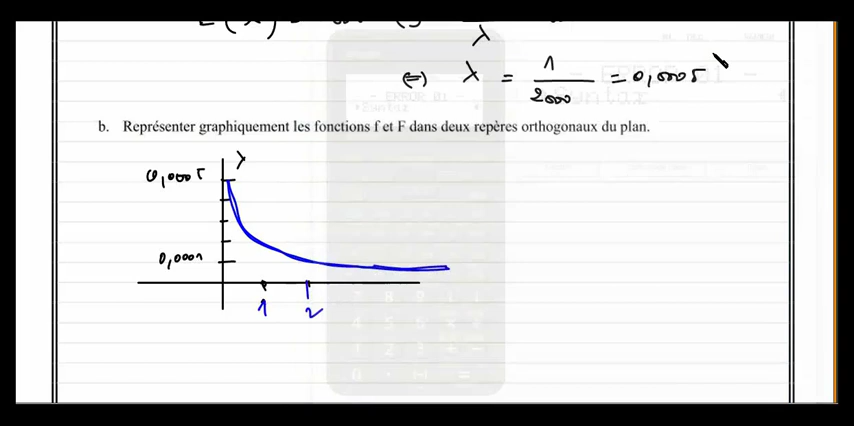 ⇔ λ = 1/2000 = 0,0005
b. Représenter graphiquement les fonctions f et F dans deux repères orthogonaux du plan.
λ
0,0005
0,0001
1 2